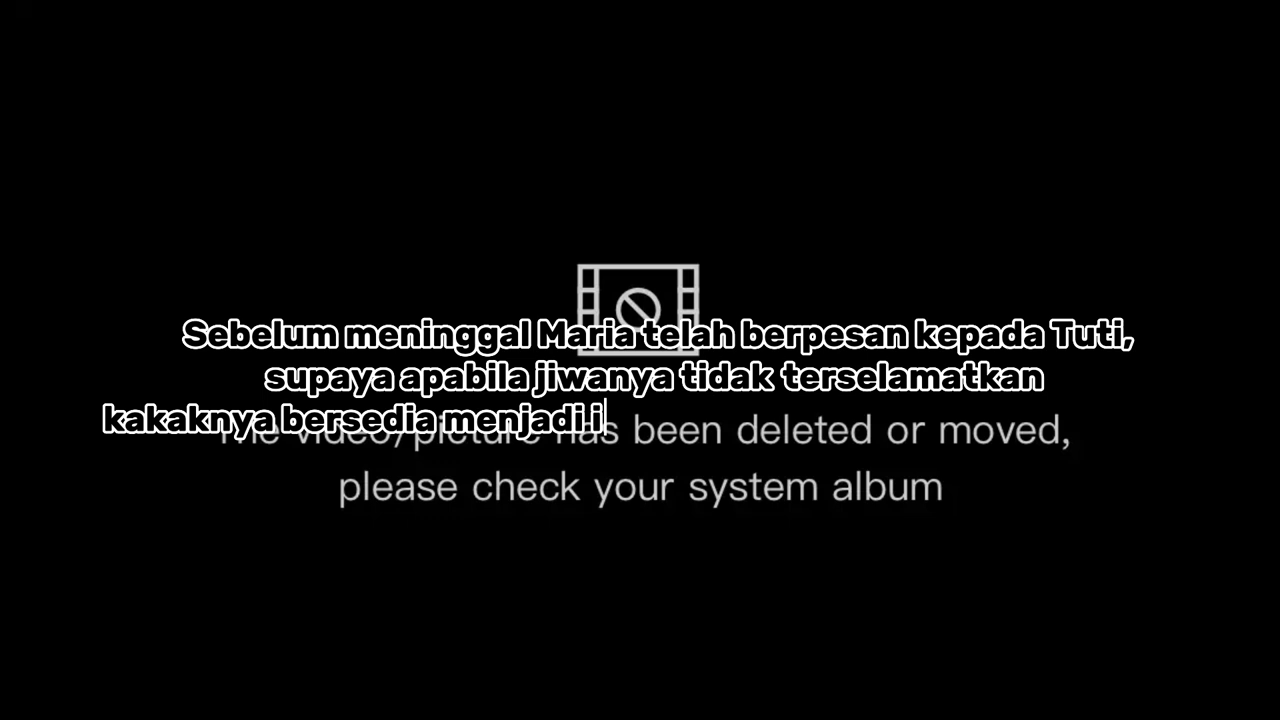 Sebelum meninggal Maria telah berpesan kepada Tuti,
supaya apabila jiwanya tidak terselamatkan
kakaknya bersedia menjadi i
been deleted or moved,
please check your system album